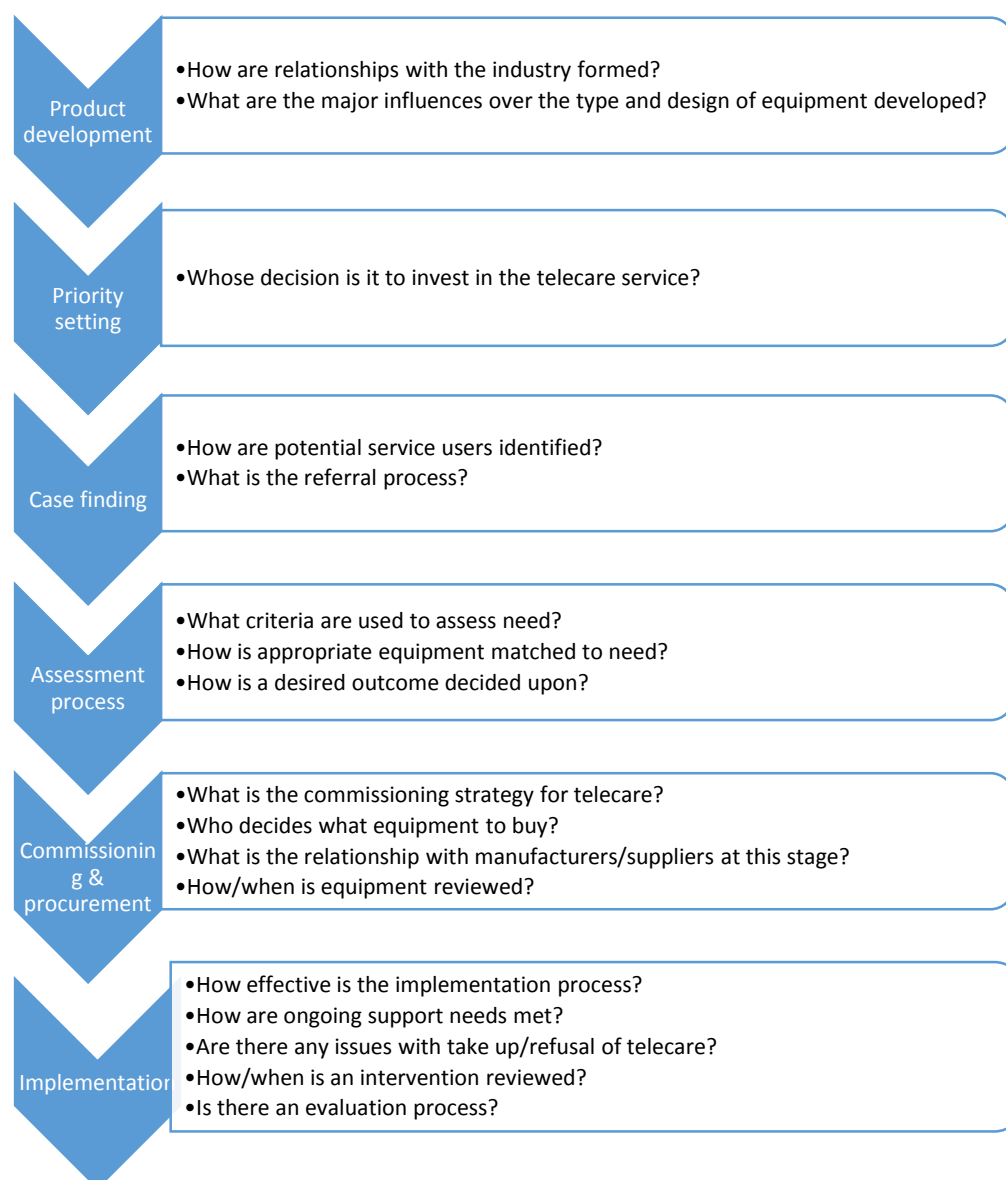 Product
development
•How are relationships with the industry formed?
•What are the major influences over the type and design of equipment developed?
Priority
setting
•Whose decision is it to invest in the telecare service?
Case finding
•How are potential service users identified?
•What is the referral process?
Assessment
process
•What criteria are used to assess need?
•How is appropriate equipment matched to need?
•How is a desired outcome decided upon?
Commissionin
g &
procurement
•What is the commissioning strategy for telecare?
•Who decides what equipment to buy?
•What is the relationship with manufacturers/suppliers at this stage?
•How/when is equipment reviewed?
Implementation
•How effective is the implementation process?
•How are ongoing support needs met?
•Are there any issues with take up/refusal of telecare?
•How/when is an intervention reviewed?
•Is there an evaluation process?